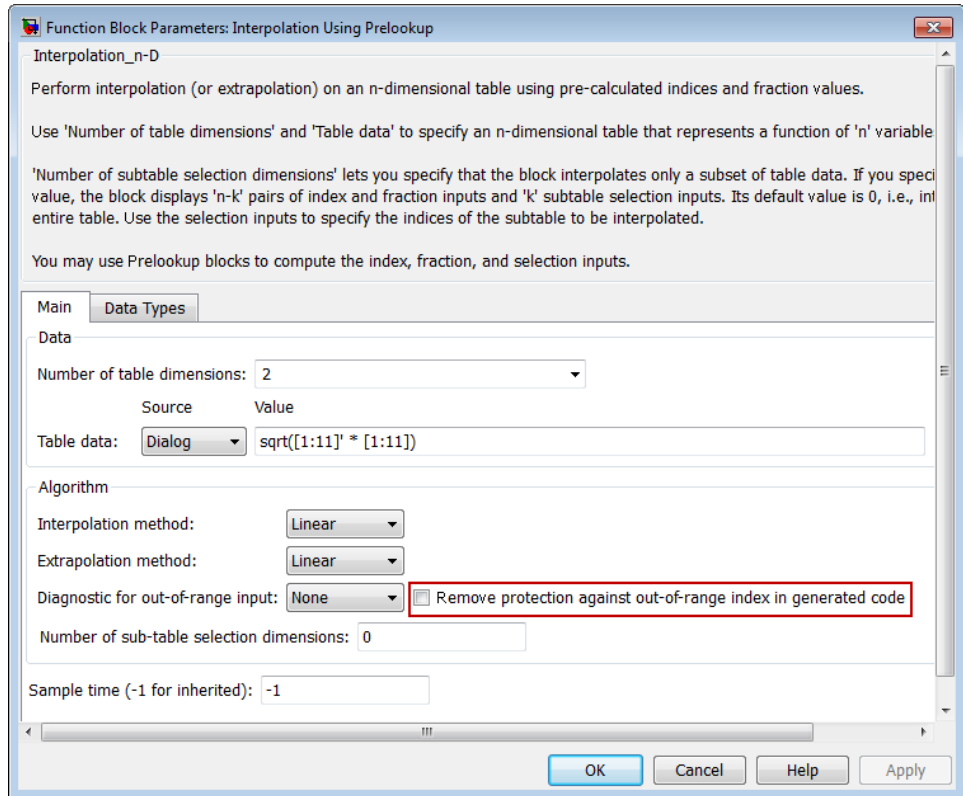 Function Block Parameters: Interpolation Using Prelookup
Interpolation_n-D
Perform interpolation (or extrapolation) on an n-dimensional table using pre-calculated indices and fraction values.
Use 'Number of table dimensions' and 'Table data' to specify an n-dimensional table that represents a function of 'n' variable
'Number of subtable selection dimensions' lets you specify that the block interpolates only a subset of table data. If you speci
value, the block displays 'n-k' pairs of index and fraction inputs and 'k' subtable selection inputs. Its default value is 0, i.e., int
entire table. Use the selection inputs to specify the indices of the subtable to be interpolated.
You may use Prelookup blocks to compute the index, fraction, and selection inputs.
Main Data Types
Data
Number of table dimensions: 2
Source Value
Table data: Dialog sqrt([1:11]' * [1:11])
Algorithm
Interpolation method: Linear
Extrapolation method: Linear
Diagnostic for out-of-range input: None Remove protection against out-of-range index in generated code
Number of sub-table selection dimensions: 0
Sample time (-1 for inherited): -1
OK Cancel Help Apply